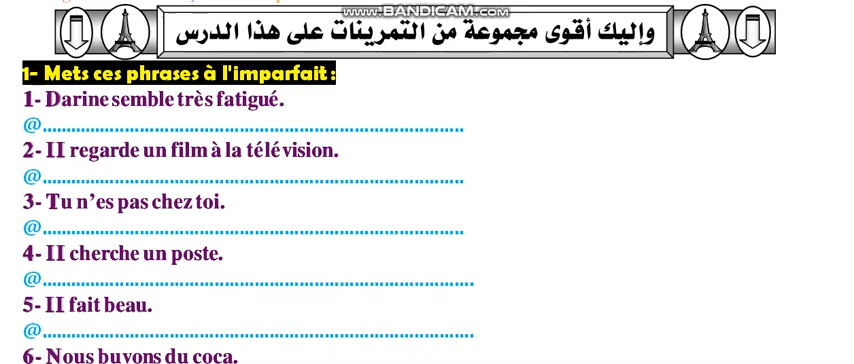 WWW.BANDICAM.COM
وإليك أقوى مجموعة من التمرينات على هذا الدرس
1- Mets ces phrases à l'imparfait :
1- Darine semble très fatigué.
@........................................................................................
2- Il regarde un film à la télévision.
@........................................................................................
3- Tu n'es pas chez toi.
@........................................................................................
4- Il cherche un poste.
@..........................................................................................
5- Il fait beau.
@..........................................................................................
6- Nous buvons du coca.